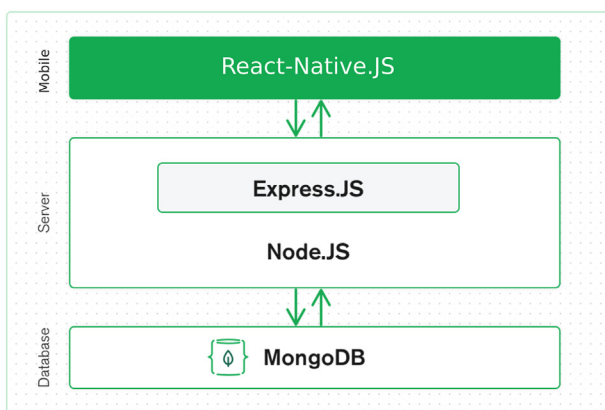 Mobile
React-Native.JS
Server
Express.JS
Node.JS
Database
MongoDB